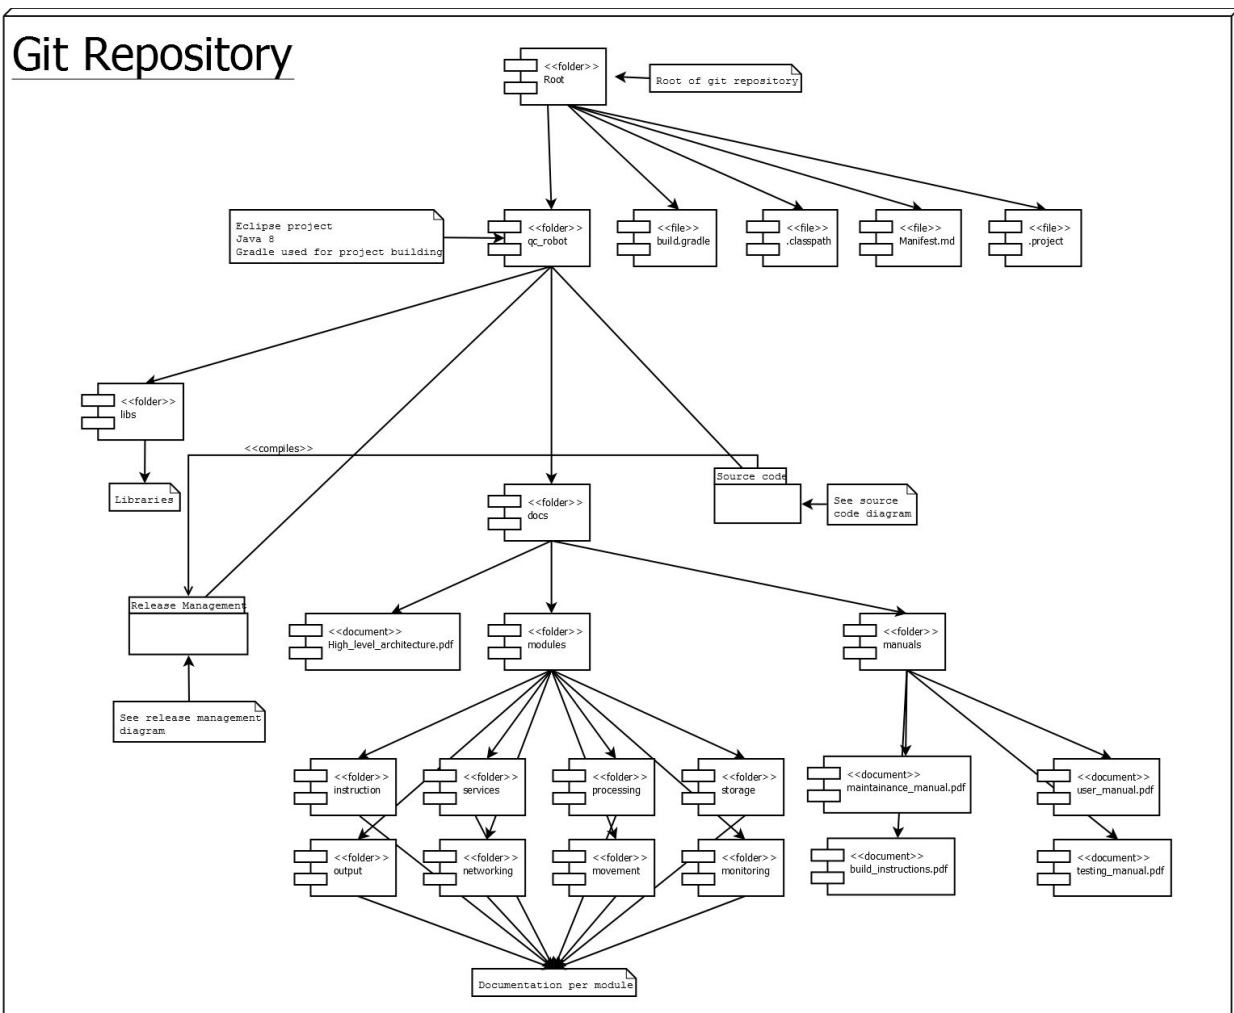 Git Repository
<<folder>>
Root
Root of git repository
Eclipse project
Java 8
Gradle used for project building
<<folder>>
qc_robot
<<file>>
build.gradle
<<file>>
.classpath
<<file>>
Manifest.md
<<file>>
.project
<<folder>>
libs
<<compiles>>
Libraries
<<folder>>
docs
Source code
See source
code diagram
Release Management
<<document>>
High_level_architecture.pdf
<<folder>>
modules
<<folder>>
manuals
See release management
diagram
<<folder>>
instruction
<<folder>>
services
<<folder>>
processing
<<folder>>
storage
<<document>>
maintainance_manual.pdf
<<document>>
user_manual.pdf
<<folder>>
output
<<folder>>
networking
<<folder>>
movement
<<folder>>
monitoring
<<document>>
build_instructions.pdf
<<document>>
testing_manual.pdf
Documentation per module